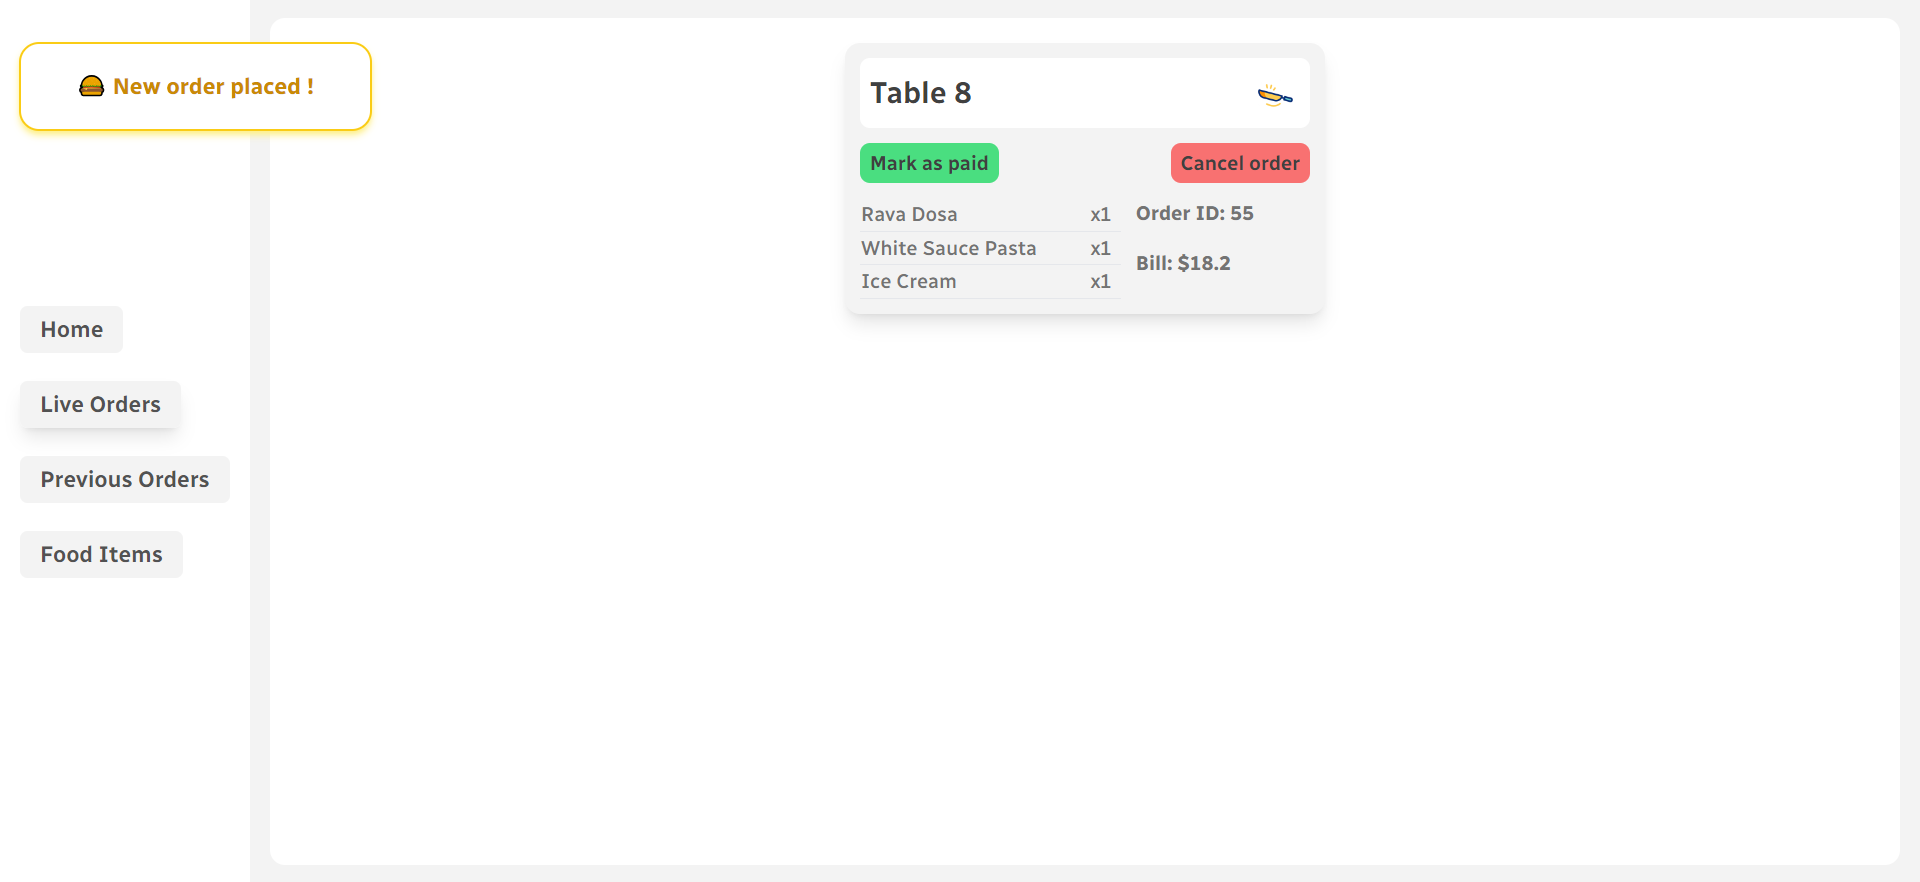 New order placed !
Home
Live Orders
Previous Orders
Food Items
Table 8
Mark as paid
Cancel order
Rava Dosa x1
White Sauce Pasta x1
Ice Cream x1
Order ID: 55
Bill: $18.2